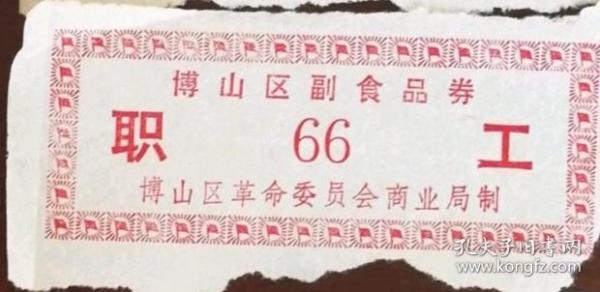 博山区副食品券
职 66 工
博山区革命委员会商业局制
孔夫子旧书网
www.kongfz.com